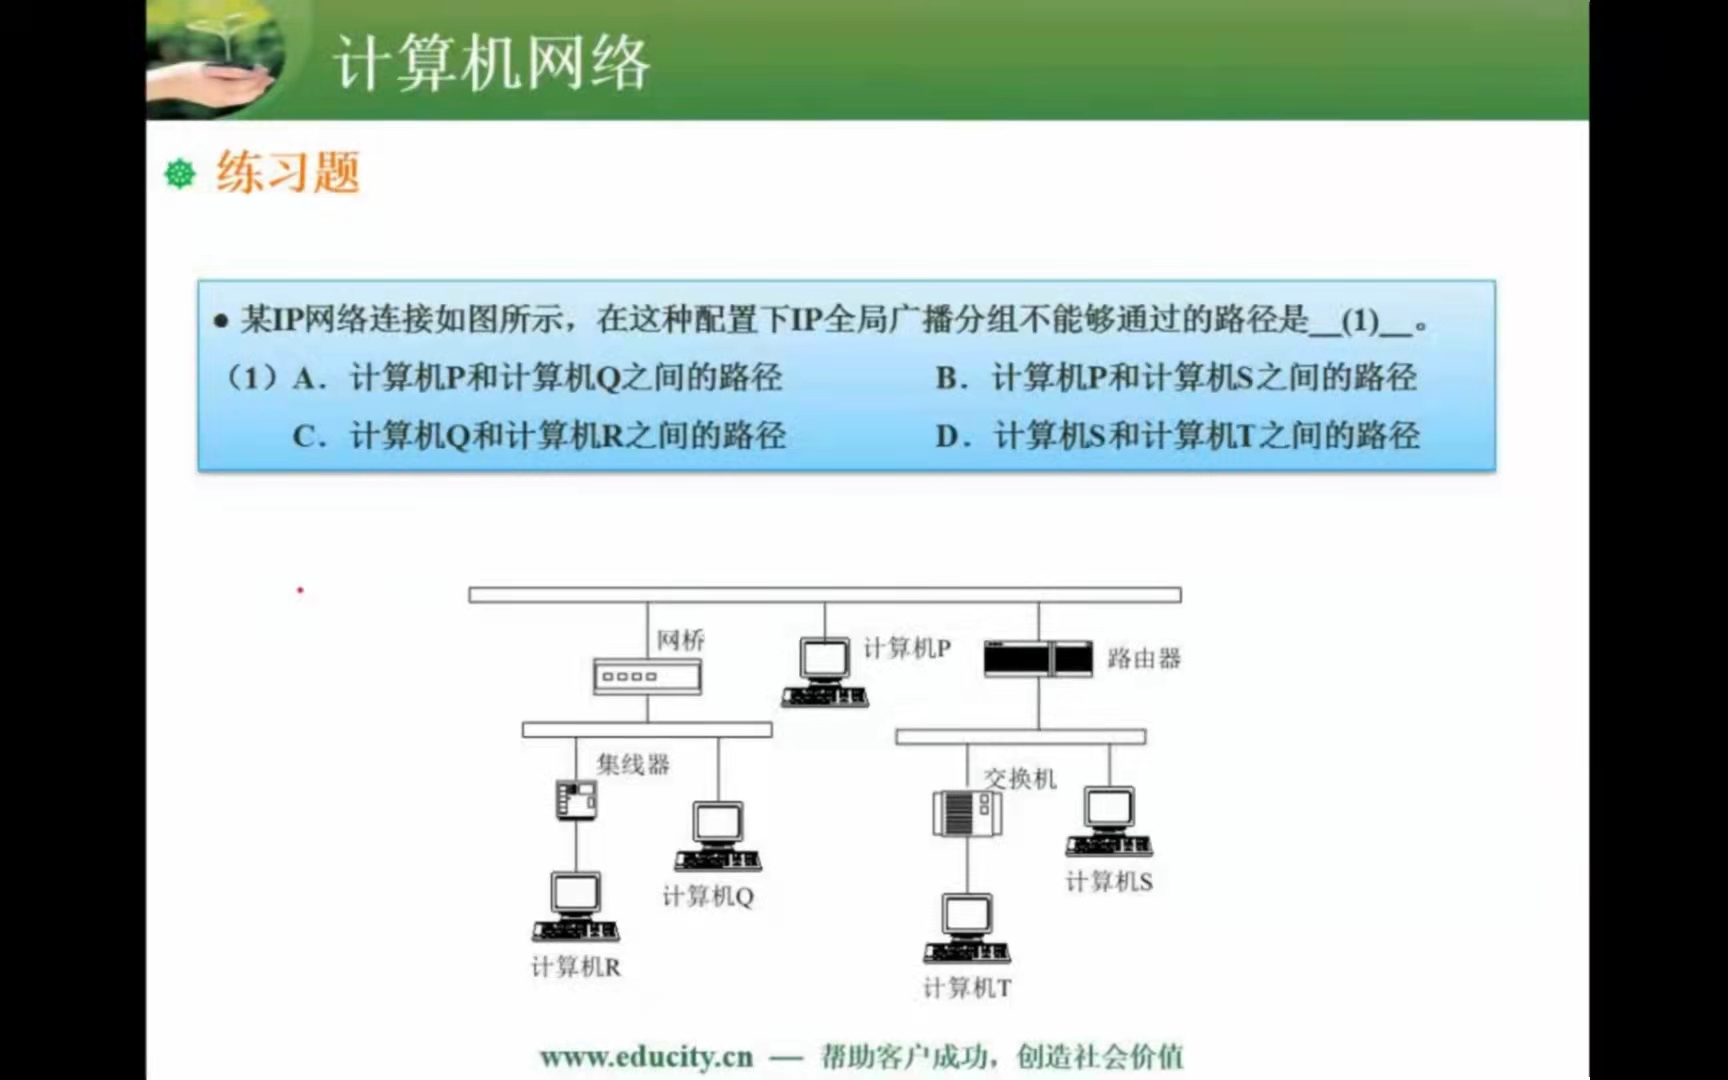 计算机网络
练习题
● 某IP网络连接如图所示，在这种配置下IP全局广播分组不能够通过的路径是__(1)__。
（1）A．计算机P和计算机Q之间的路径 B．计算机P和计算机S之间的路径
C．计算机Q和计算机R之间的路径 D．计算机S和计算机T之间的路径
网桥
计算机P
路由器
集线器
交换机
计算机Q
计算机S
计算机R
计算机T
www.educity.cn — 帮助客户成功，创造社会价值